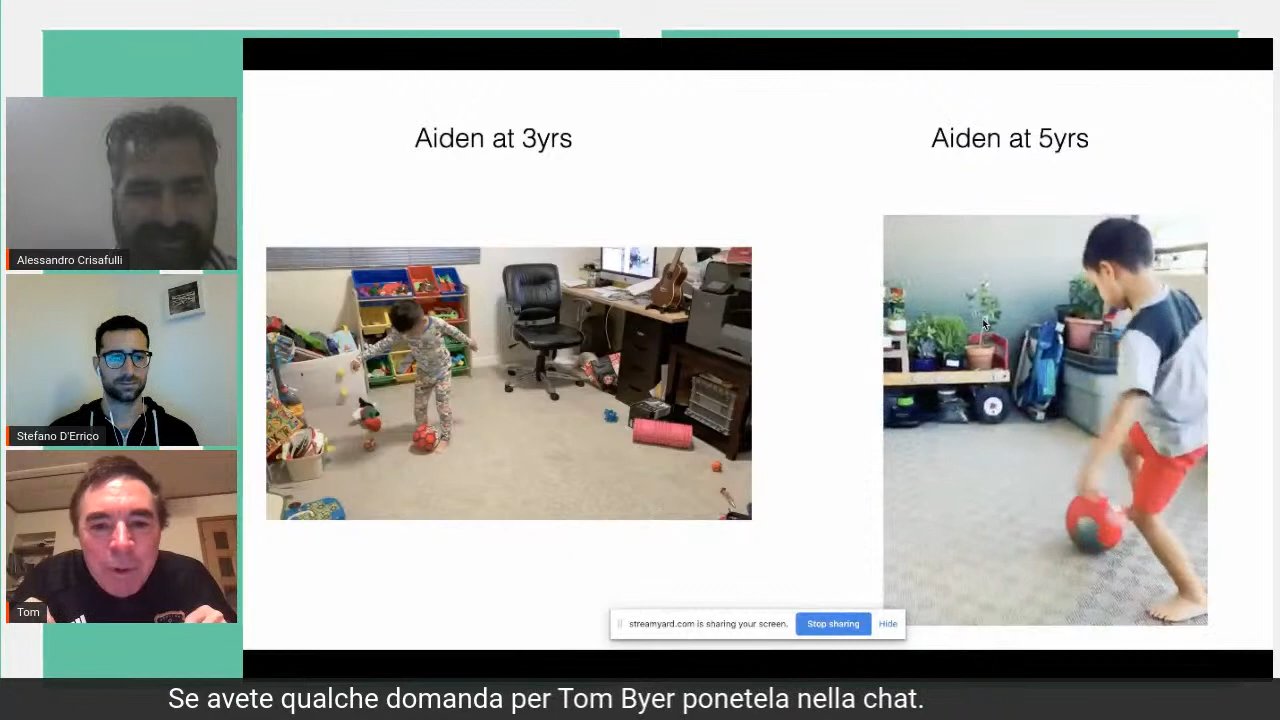 Aiden at 3yrs
Aiden at 5yrs
Alessandro Crisafulli
Stefano D'Errico
Tom
streamyard.com is sharing your screen.
Stop sharing
Hide
Se avete qualche domanda per Tom Byer ponetela nella chat.